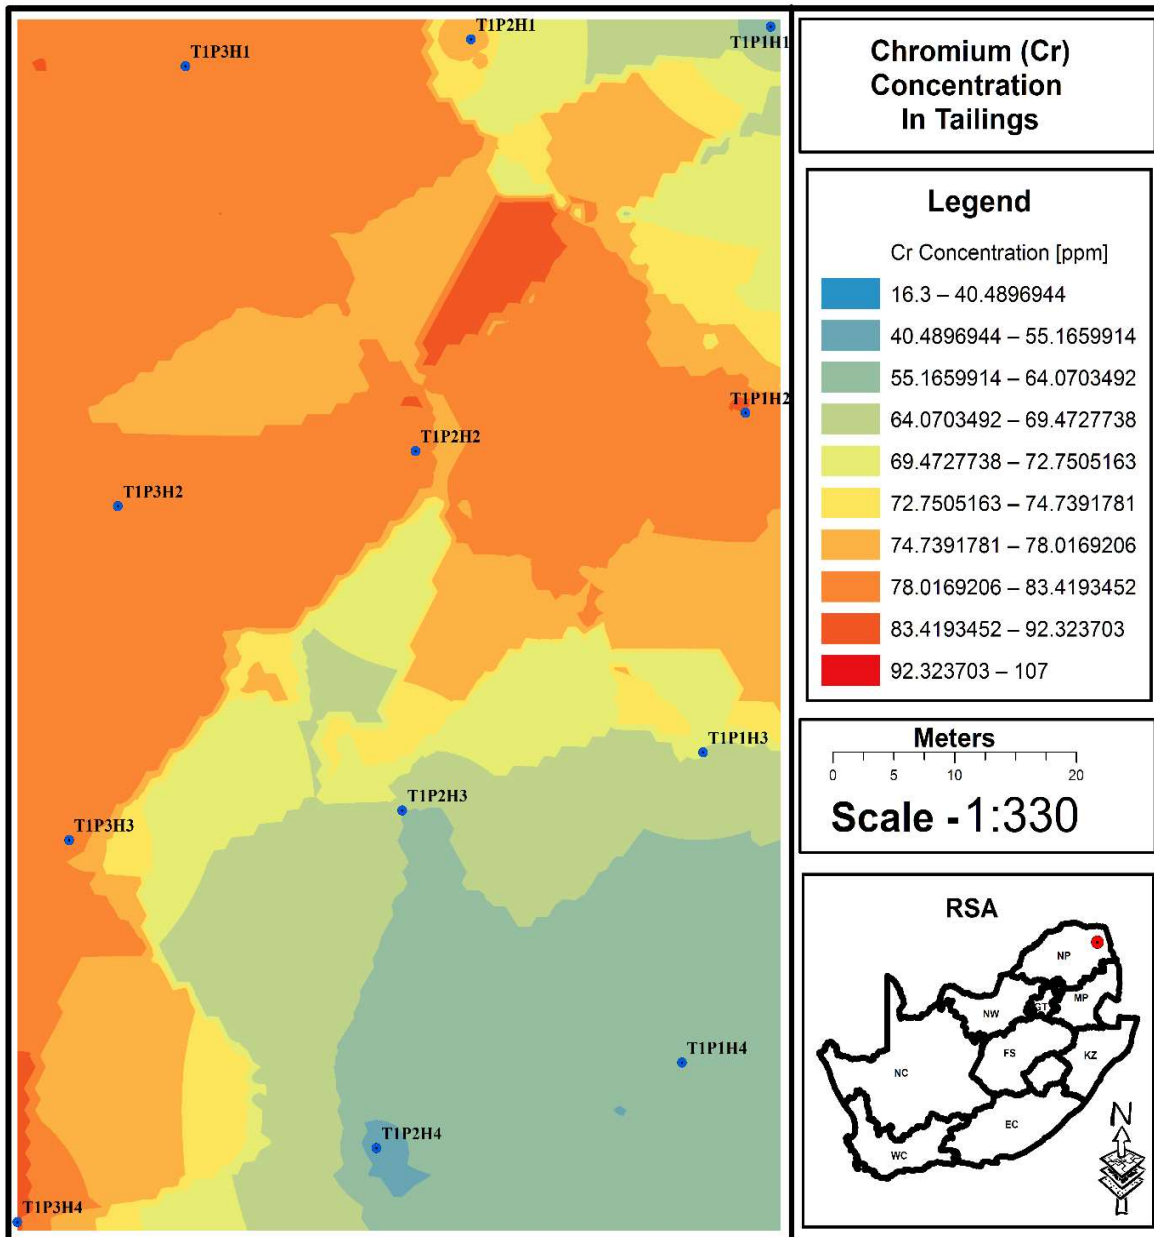 T1P3H1
T1P2H1
T1P1H1
T1P1H2
T1P2H2
T1P3H2
T1P1H3
T1P2H3
T1P3H3
T1P1H4
T1P2H4
T1P3H4
Chromium (Cr)
Concentration
In Tailings
Legend
Cr Concentration [ppm]
16.3 – 40.4896944
40.4896944 – 55.1659914
55.1659914 – 64.0703492
64.0703492 – 69.4727738
69.4727738 – 72.7505163
72.7505163 – 74.7391781
74.7391781 – 78.0169206
78.0169206 – 83.4193452
83.4193452 – 92.323703
92.323703 – 107
Meters
0 5 10 20
Scale - 1:330
RSA
NP
MP
GT
NW
FS
KZ
NC
EC
WC
N